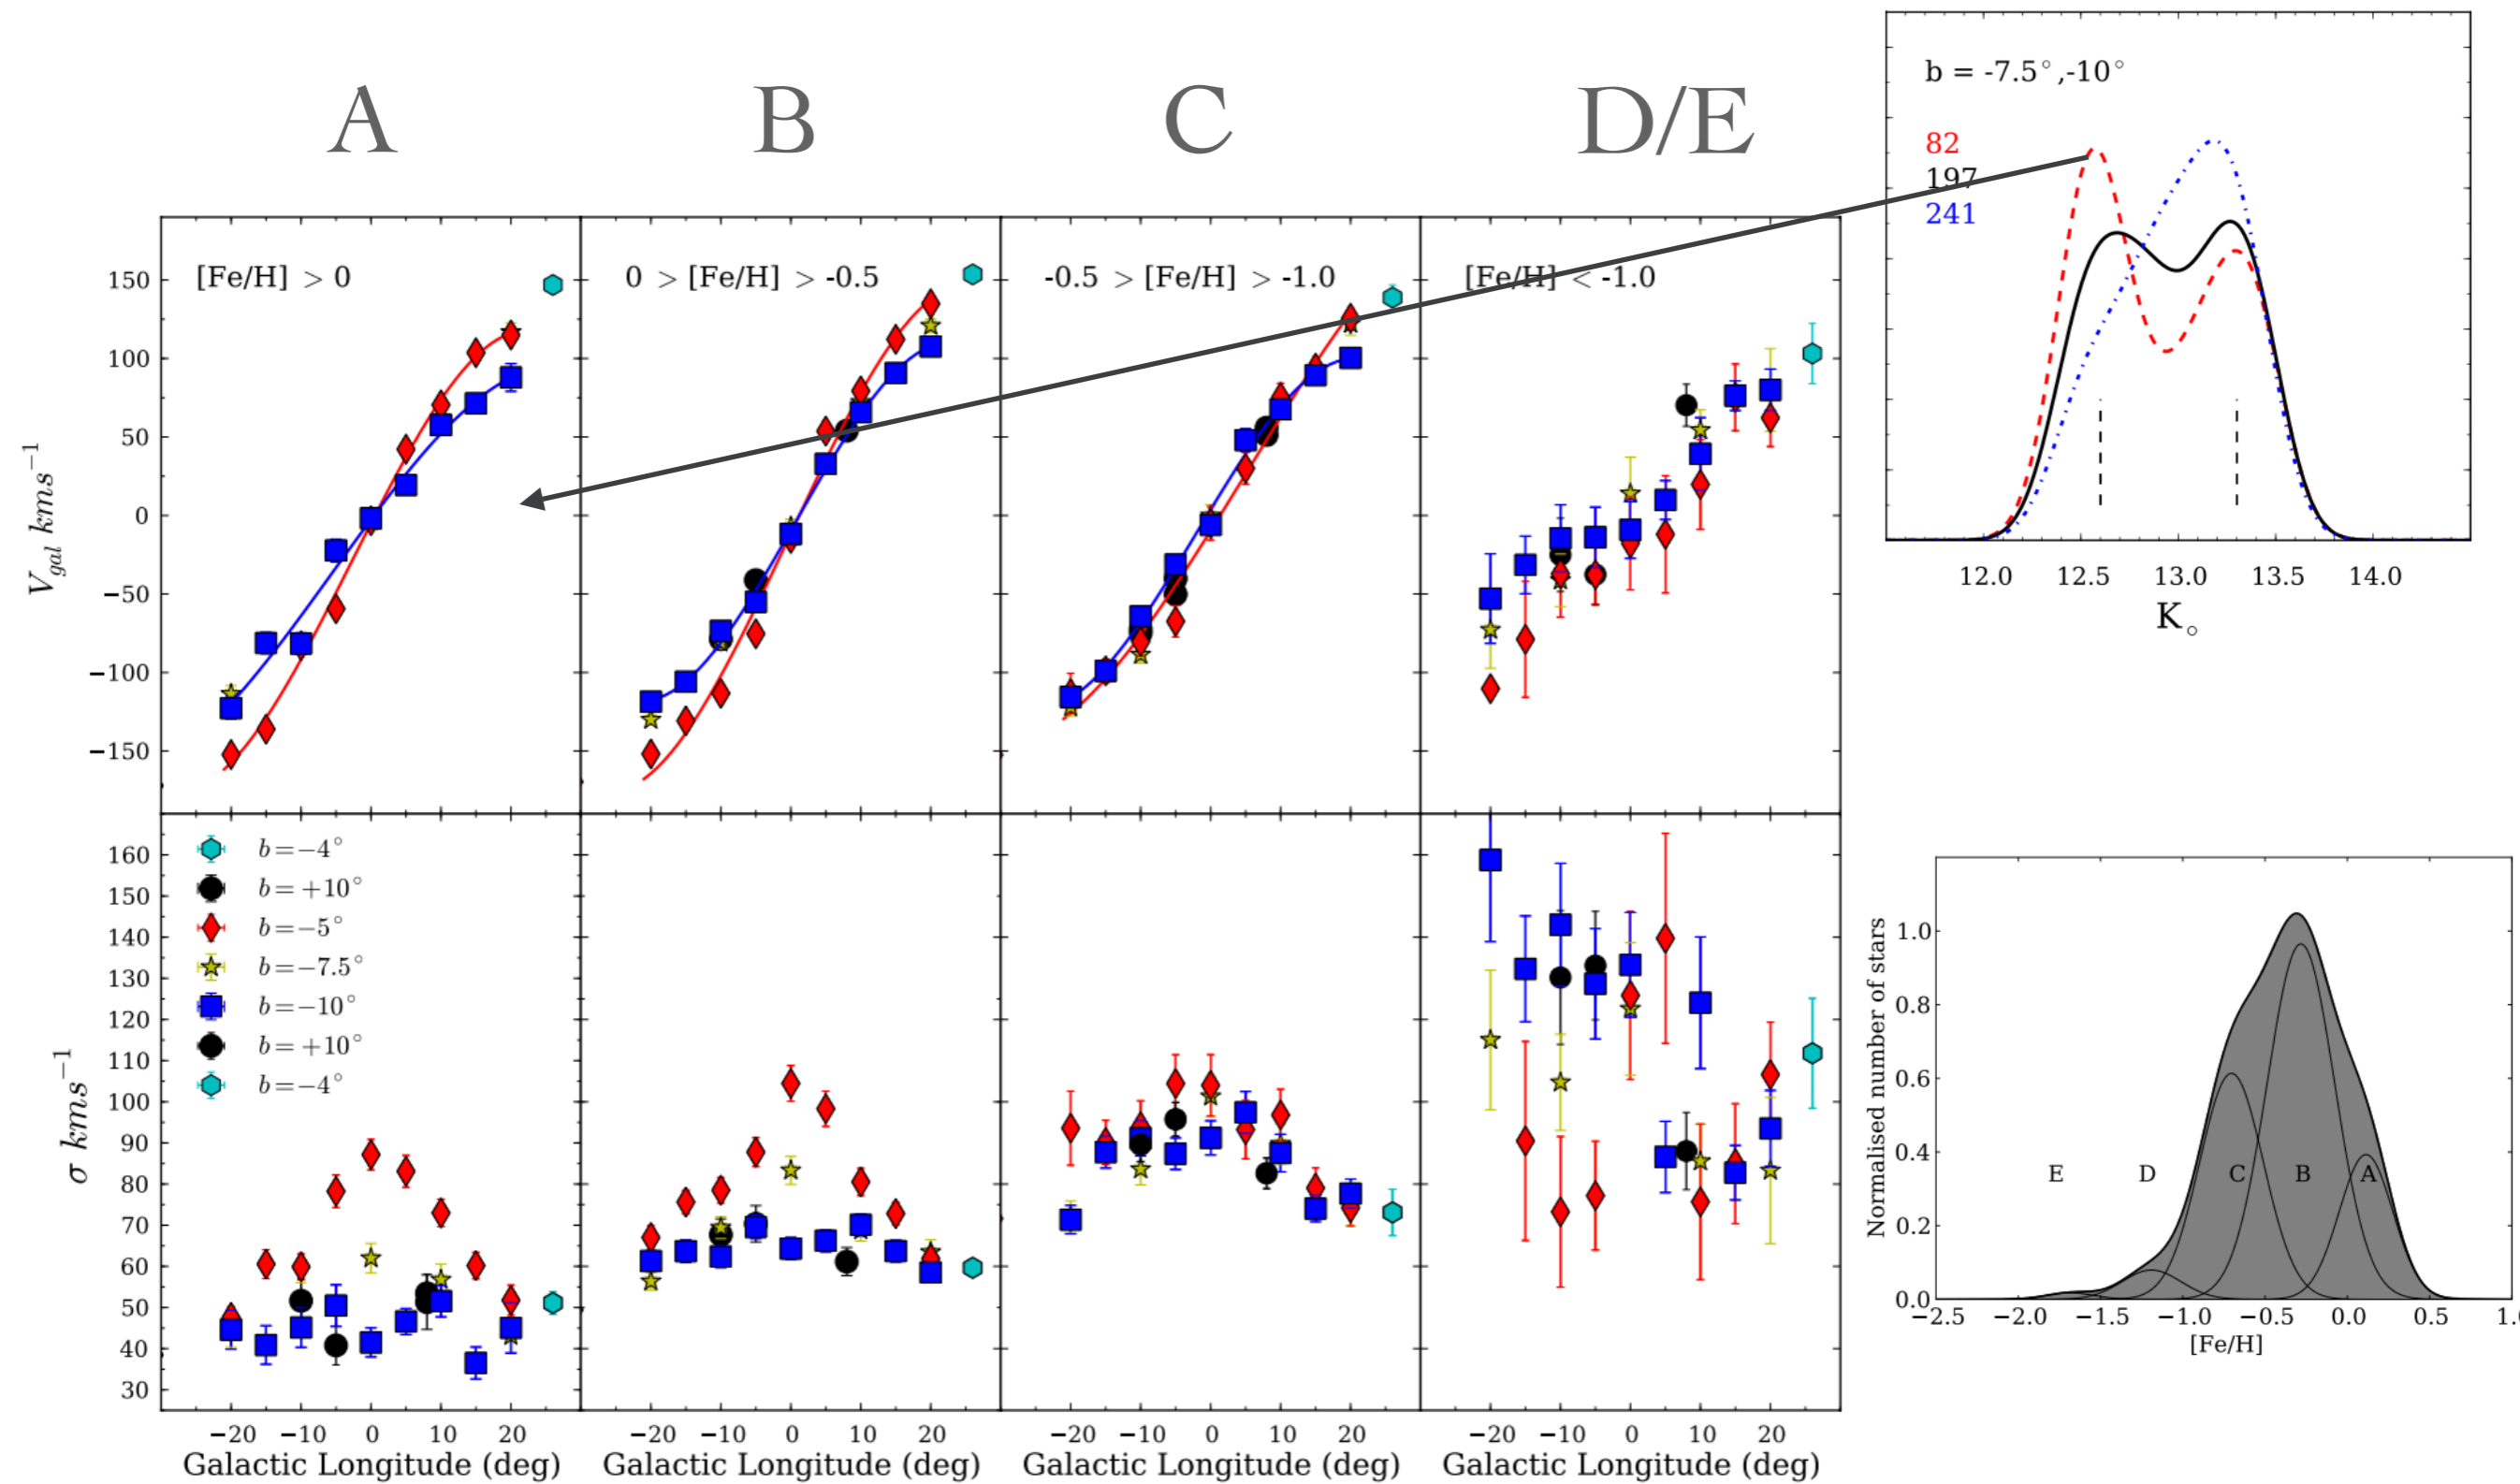 A B C D/E
b = -7.5°,-10°
82
197
241
12.0 12.5 13.0 13.5 14.0
K○
[Fe/H] > 0
0 > [Fe/H] > -0.5
-0.5 > [Fe/H] > -1.0
[Fe/H] < -1.0
150
100
50
0
−50
−100
−150
V_gal kms⁻¹
160
150
140
130
120
110
100
90
80
70
60
50
40
30
σ kms⁻¹
b=−4°
b=+10°
b=−5°
b=−7.5°
b=−10°
b=+10°
b=−4°
−20 −10 0 10 20
Galactic Longitude (deg)
−20 −10 0 10 20
Galactic Longitude (deg)
−20 −10 0 10 20
Galactic Longitude (deg)
−20 −10 0 10 20
Galactic Longitude (deg)
Normalised number of stars
1.0
0.8
0.6
0.4
0.2
0.0
E D C B A
−2.5 −2.0 −1.5 −1.0 −0.5 0.0 0.5
[Fe/H]